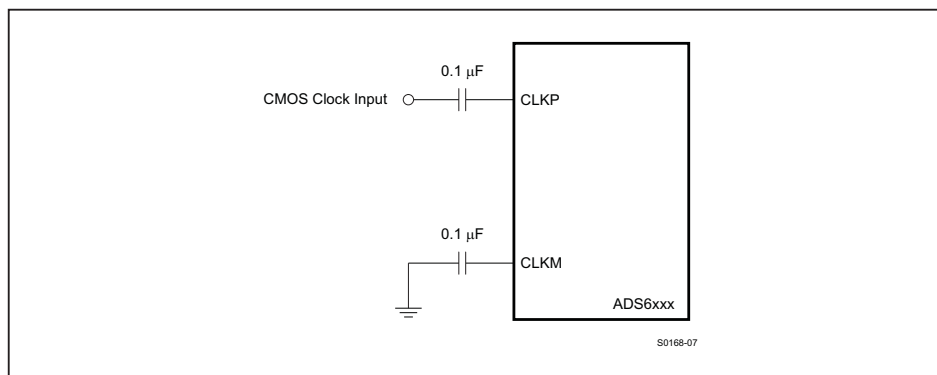 0.1 μF
CMOS Clock Input
CLKP
0.1 μF
CLKM
ADS6xxx
S0168-07